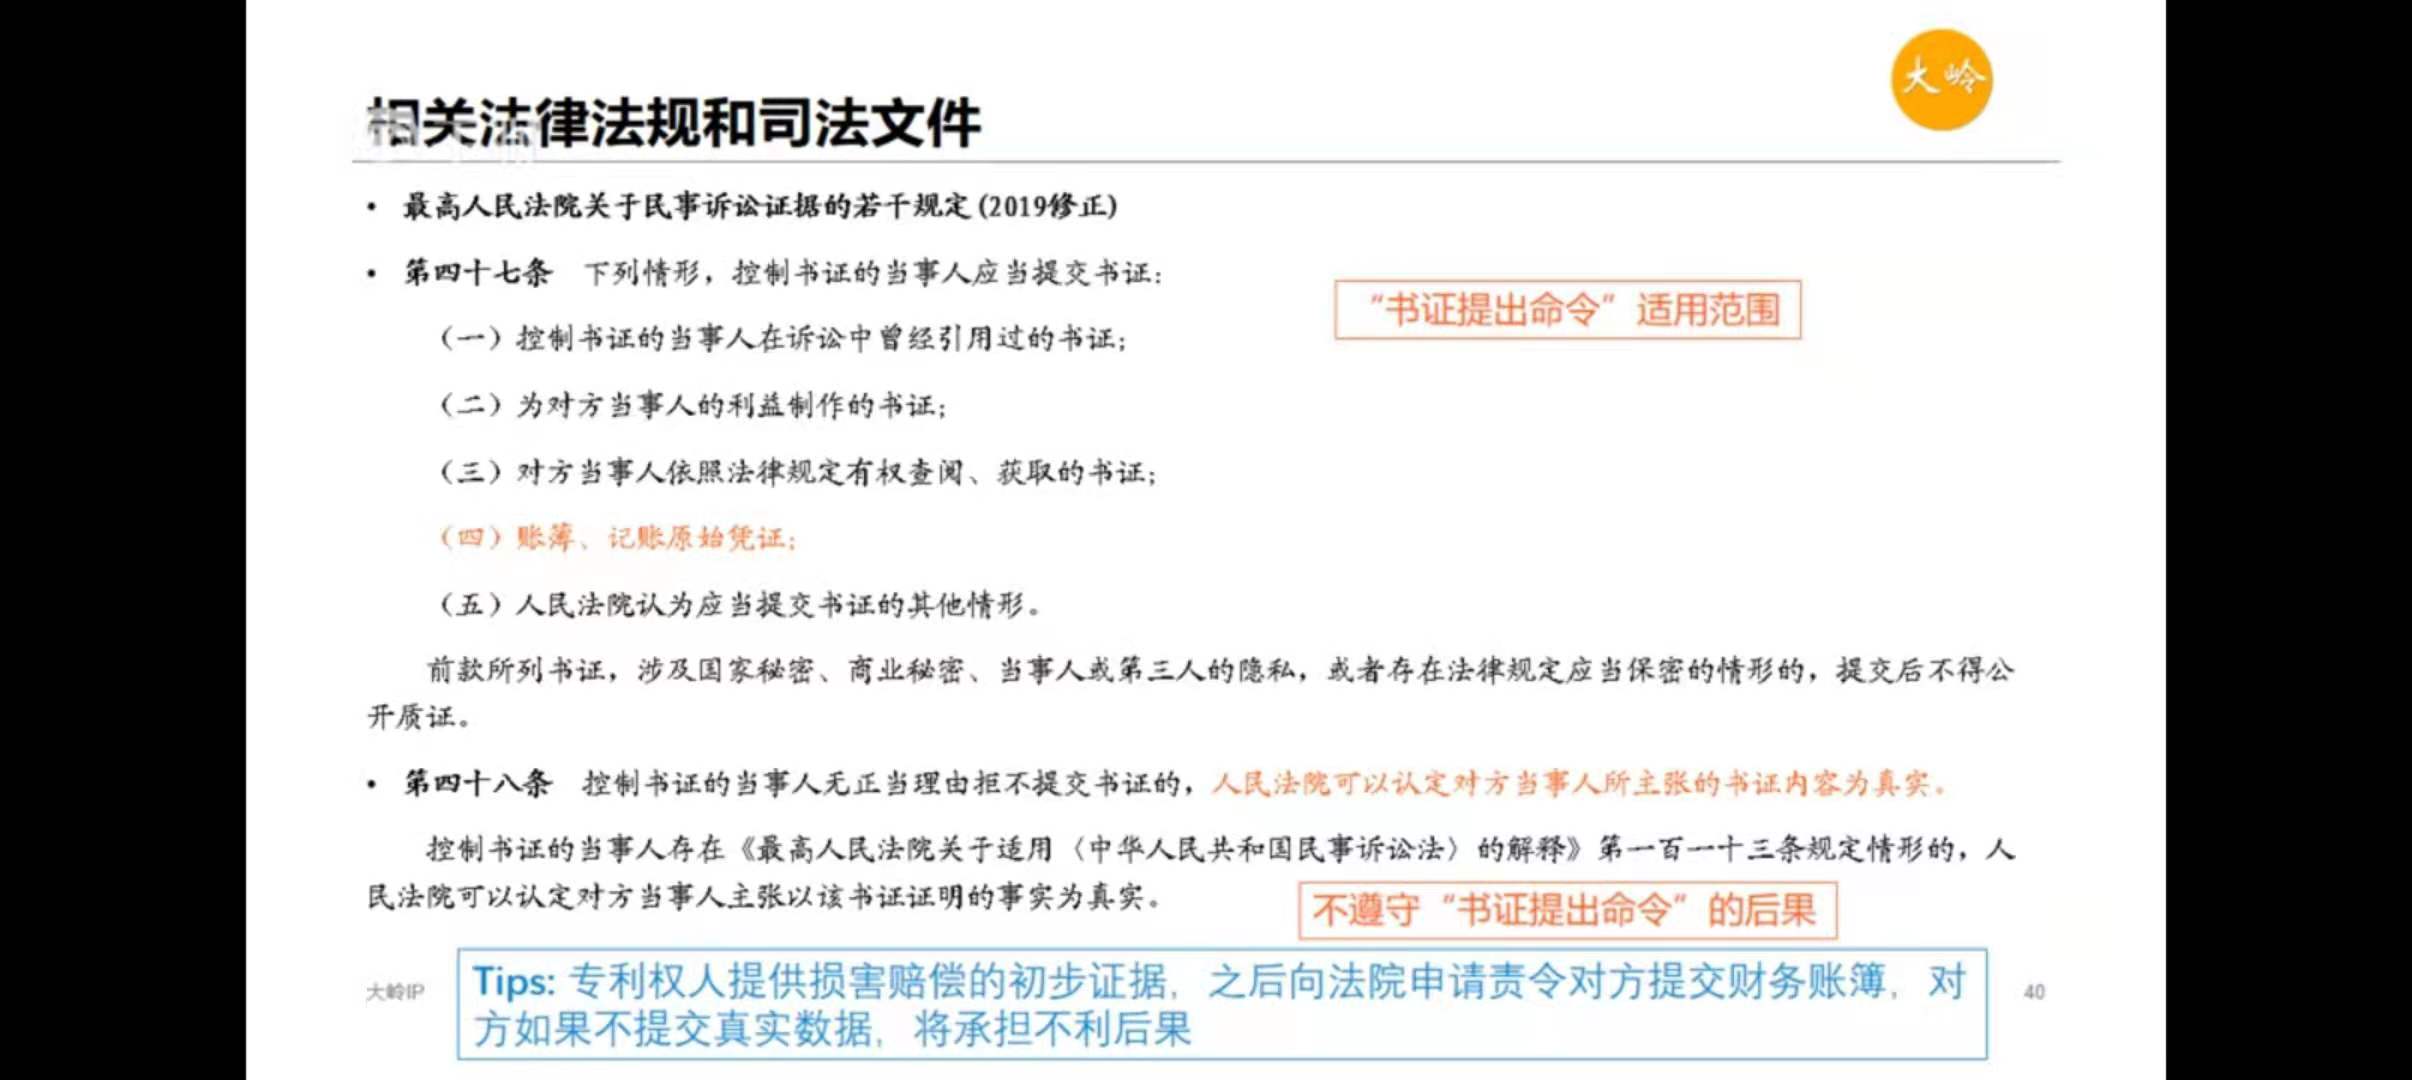 大岭
相关法律法规和司法文件
• 最高人民法院关于民事诉讼证据的若干规定(2019修正)
• 第四十七条 下列情形，控制书证的当事人应当提交书证：
“书证提出命令”适用范围
（一）控制书证的当事人在诉讼中曾经引用过的书证；
（二）为对方当事人的利益制作的书证；
（三）对方当事人依照法律规定有权查阅、获取的书证；
（四）账簿、记账原始凭证；
（五）人民法院认为应当提交书证的其他情形。
前款所列书证，涉及国家秘密、商业秘密、当事人或第三人的隐私，或者存在法律规定应当保密的情形的，提交后不得公
开质证。
• 第四十八条 控制书证的当事人无正当理由拒不提交书证的，人民法院可以认定对方当事人所主张的书证内容为真实。
控制书证的当事人存在《最高人民法院关于适用〈中华人民共和国民事诉讼法〉的解释》第一百一十三条规定情形的，人
民法院可以认定对方当事人主张以该书证证明的事实为真实。
不遵守“书证提出命令”的后果
Tips: 专利权人提供损害赔偿的初步证据，之后向法院申请责令对方提交财务账簿，对
方如果不提交真实数据，将承担不利后果
大岭IP
40